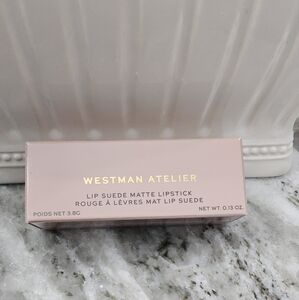 WESTMAN ATELIER
LIP SUEDE MATTE LIPSTICK
ROUGE À LÈVRES MAT LIP SUEDE
POIDS NET 3.8G NET WT. 0.13 OZ